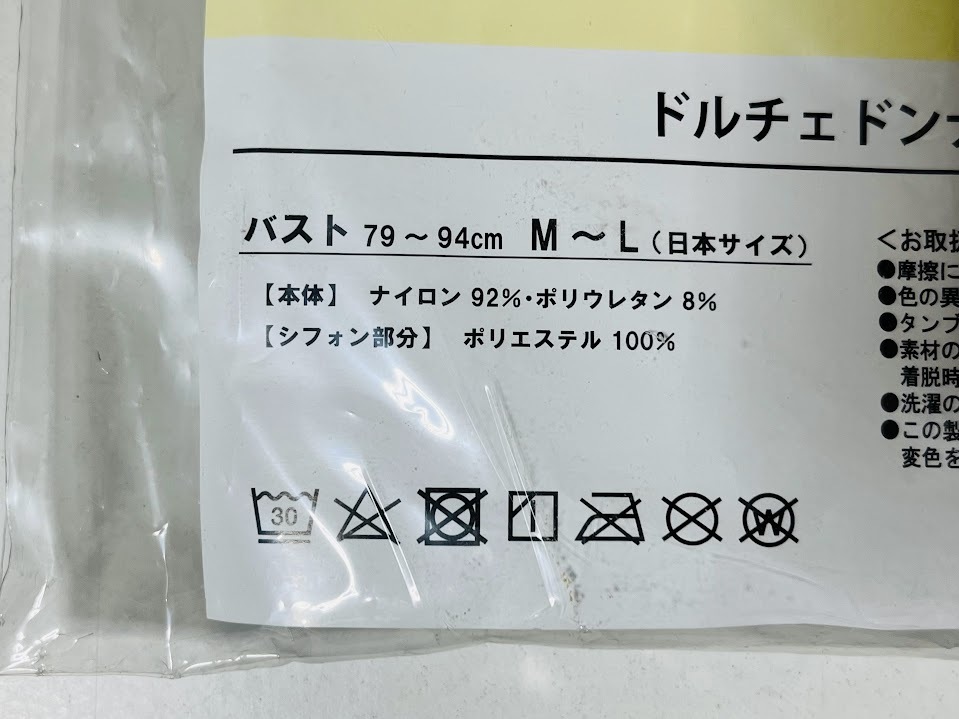 ドルチェドン
バスト 79～94cm M～L（日本サイズ）
【本体】 ナイロン 92%・ポリウレタン 8%
【シフォン部分】 ポリエステル 100%
＜お取扱
●摩擦に
●色の異
●タンブ
●素材の
着脱時
●洗濯の
●この製
変色を
30
W